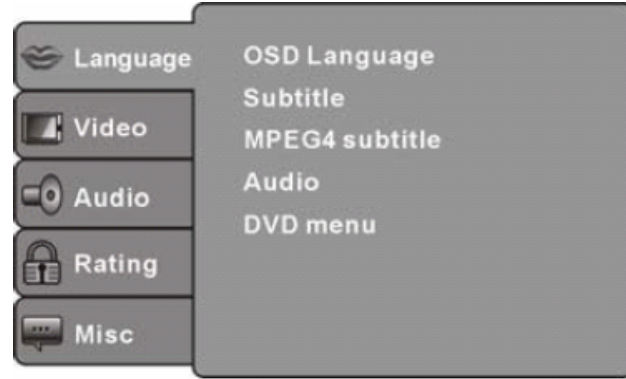 Language
Video
Audio
Rating
Misc
OSD Language
Subtitle
MPEG4 subtitle
Audio
DVD menu